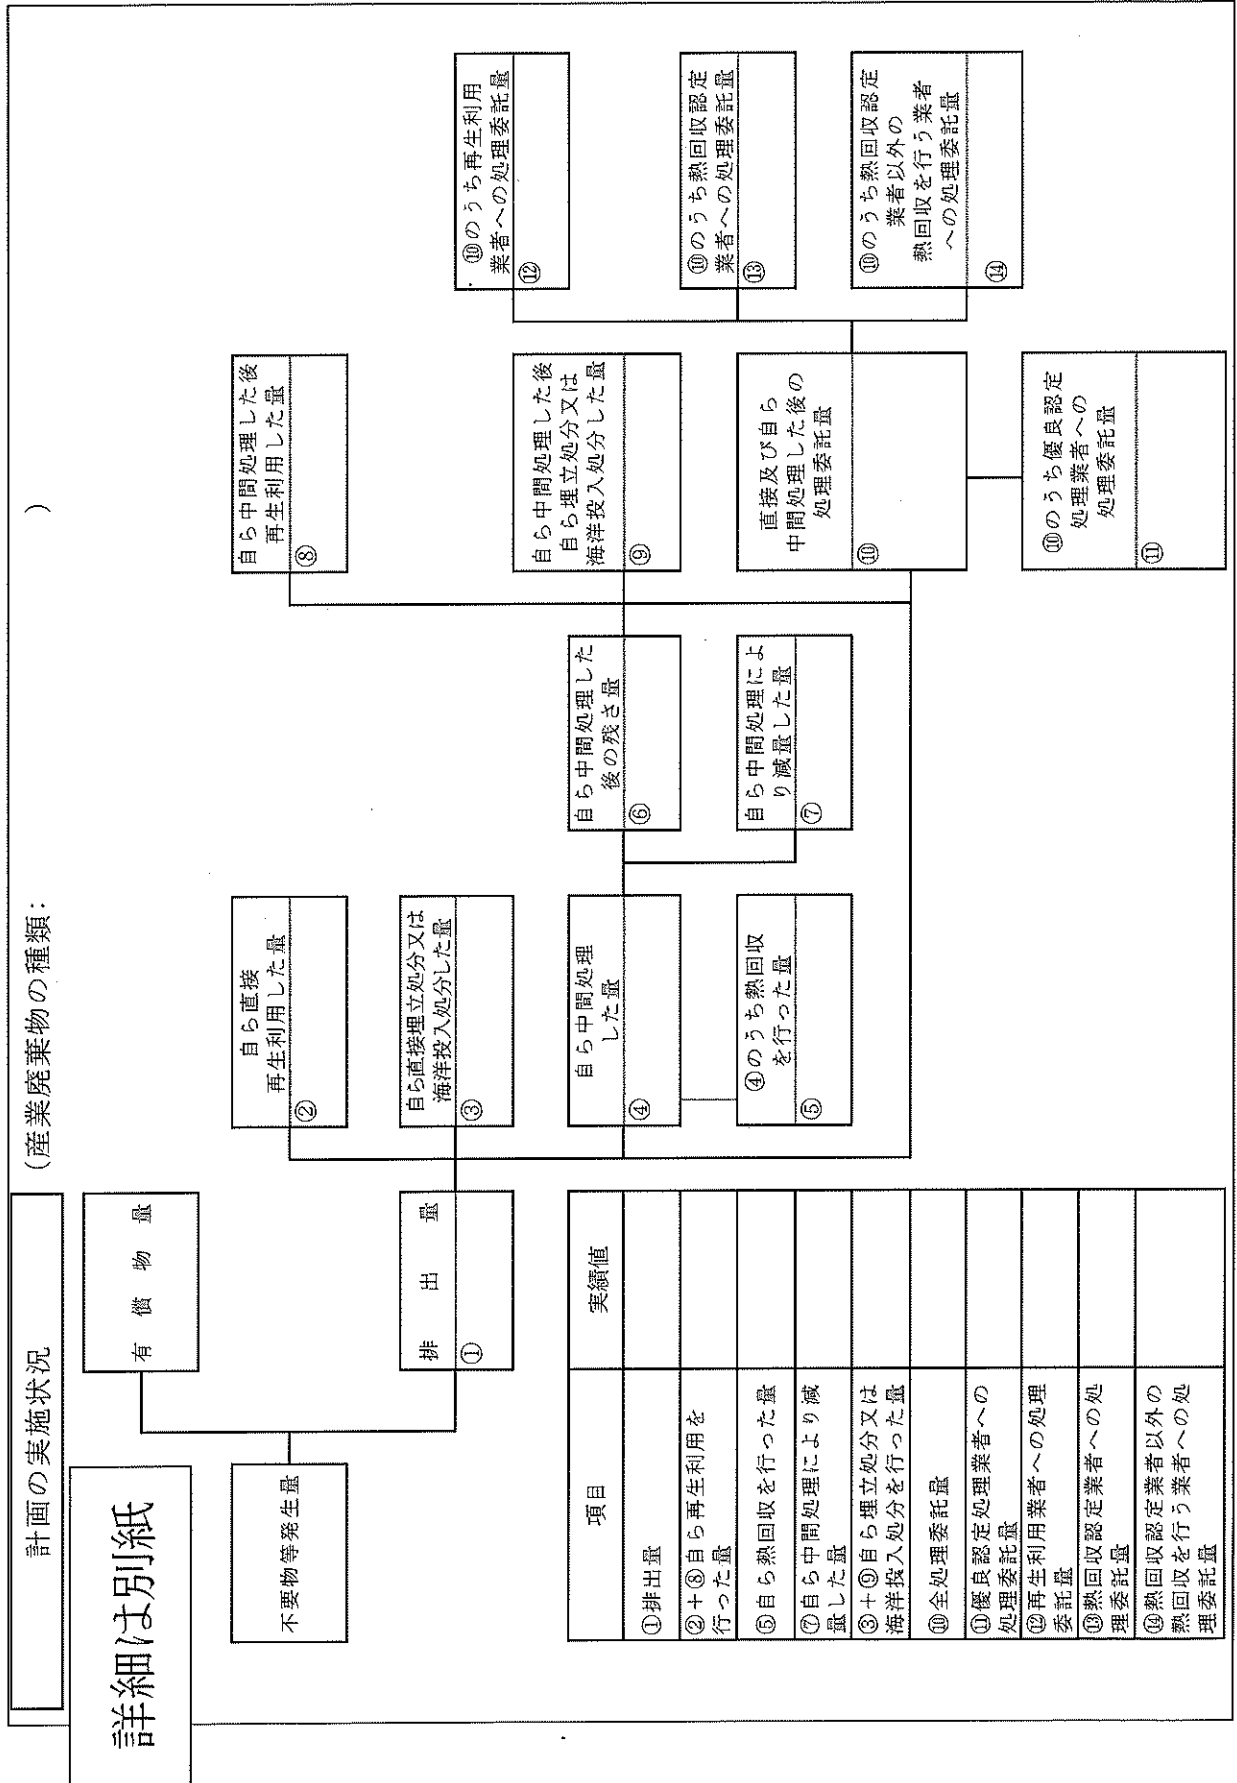 計画の実施状況
(産業廃棄物の種類: )
詳細は別紙
不要物等発生量
有償物量
排出量
①
自ら直接
再生利用した量
②
自ら直接埋立処分又は
海洋投入処分した量
③
自ら中間処理
した量
④
④のうち熱回収
を行った量
⑤
自ら中間処理した
後の残さ量
⑥
自ら中間処理によ
り減量した量
⑦
自ら中間処理した後
再生利用した量
⑧
自ら中間処理した後
自ら埋立処分又は
海洋投入処分した量
⑨
直接及び自ら
中間処理した後の
処理委託量
⑩
⑩のうち優良認定
処理業者への
処理委託量
⑪
⑩のうち再生利用
業者への処理委託量
⑫
⑩のうち熱回収認定
業者への処理委託量
⑬
⑩のうち熱回収認定
業者以外の
熱回収を行う業者
への処理委託量
⑭
項目 実績値
①排出量
②+⑧自ら再生利用を
行った量
⑤自ら熱回収を行った量
⑦自ら中間処理により減
量した量
③+⑨自ら埋立処分又は
海洋投入処分を行った量
⑩全処理委託量
⑪優良認定処理業者への
処理委託量
⑫再生利用業者への処理
委託量
⑬熱回収認定業者への処
理委託量
⑭熱回収認定業者以外の
熱回収を行う業者への処
理委託量